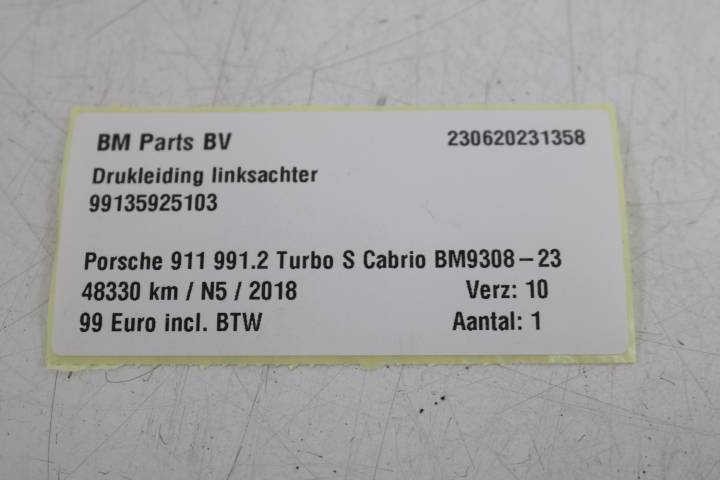 BM Parts BV 230620231358
Drukleiding linksachter
99135925103
Porsche 911 991.2 Turbo S Cabrio BM9308-23
48330 km / N5 / 2018 Verz: 10
99 Euro incl. BTW Aantal: 1